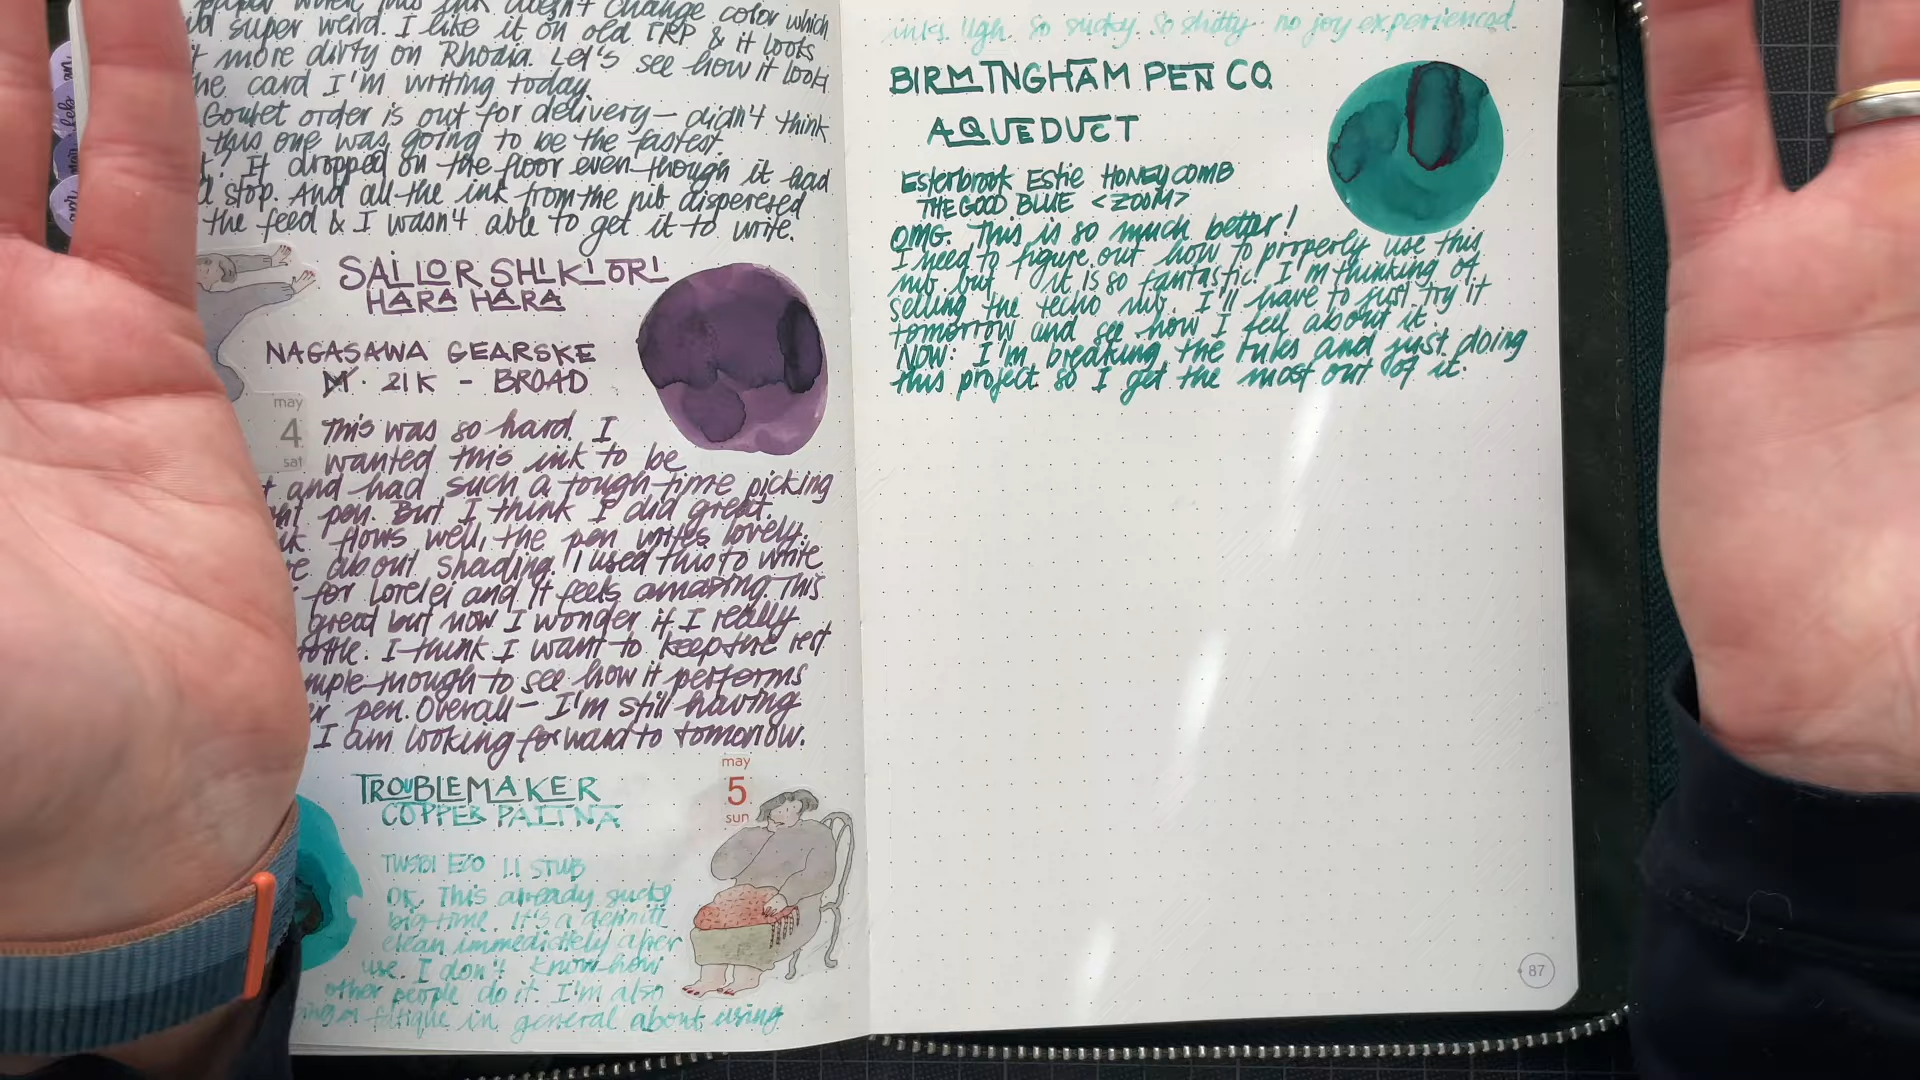 paper when this ink doesn't change color which
super weird. I like it on old TRP & it looks
more dirty on Rhodia. Let's see how it looks
card I'm writing today.
Goulet order is out for delivery — didn't think
this one was going to be the fastest.
It dropped on the floor even though it had
stop. And all the ink from the nib dispersed
the feed & I wasn't able to get it to write.
SAILOR SHIKIORI
HARA HARA
NAGASAWA GEARSKE
M · 21K - BROAD
may
4
sat
This was so hard. I
wanted this ink to be
and had such a tough time picking
pen. But I think I did great.
flows well, the pen writes lovely.
about shading. I used this to write
for Lorelei and it feels amazing. This
great but now I wonder if I really
I think I want to keep the rest
enough to see how it performs
pen. Overall — I'm still having
I am looking forward to tomorrow.
TROUBLEMAKER
COPPER PATINA
may
5
sun
TWSBI ECO 1.1 STUB
OK. This already sucks
big time. It's a definite
clean immediately after
use. I don't know how
other people do it. I'm also
fatigue in general about using
inks. Ugh. So sucky. So shitty. no joy experienced.
BIRMINGHAM PEN CO
AQUEDUCT
Esterbrook Estie HONEYCOMB
THE GOOD BLUE <ZOOM>
OMG. This is so much better!
I need to figure out how to properly use this
nib but it is so fantastic! I'm thinking of
selling the techo nib. I'll have to just try it
tomorrow and see how I feel about it.
NOW: I'm breaking the rules and just doing
this project so I get the most out of it.
87